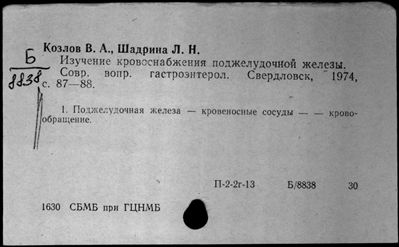 Козлов В. А., Шадрина Л. Н.
Б
8838
Изучение кровоснабжения поджелудочной железы.
Совр. вопр. гастроэнтерол. Свердловск, 1974,
с. 87—88.
1. Поджелудочная железа — кровеносные сосуды — — крово-
обращение.
П-2-2г-13 Б/8838 30
1630 СБМБ при ГЦНМБ